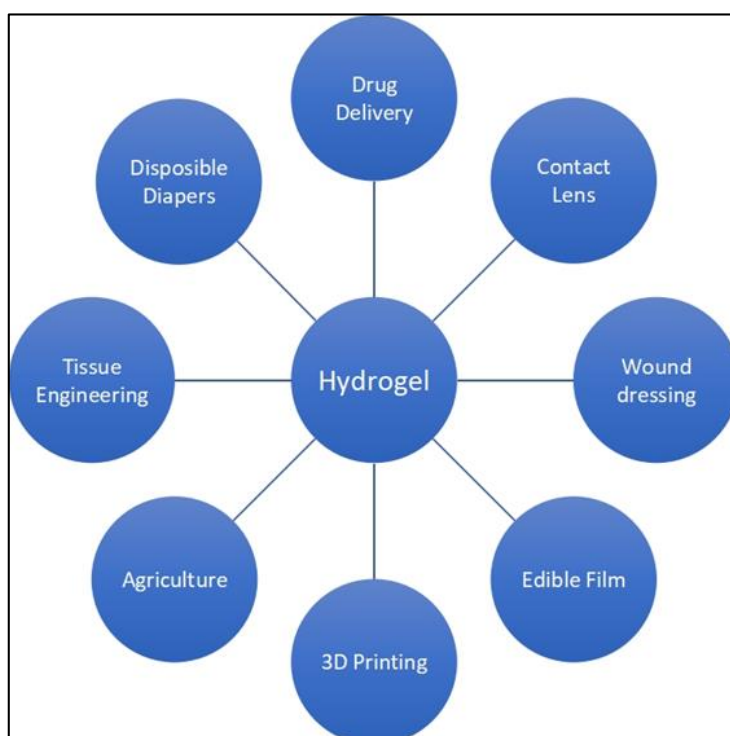 Drug
Delivery
Disposible
Diapers
Contact
Lens
Tissue
Engineering
Hydrogel
Wound
dressing
Agriculture
Edible Film
3D Printing